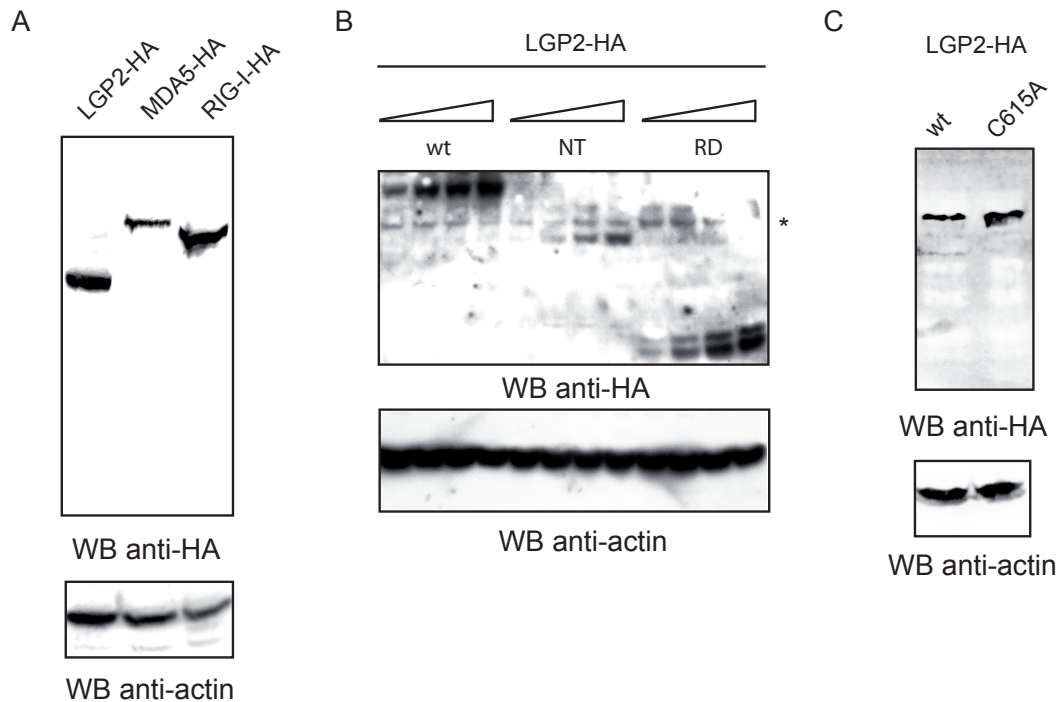 A
LGP2-HA
MDA5-HA
RIG-I-HA
WB anti-HA
WB anti-actin
B
LGP2-HA
wt NT RD
*
WB anti-HA
WB anti-actin
C
LGP2-HA
wt
C615A
WB anti-HA
WB anti-actin